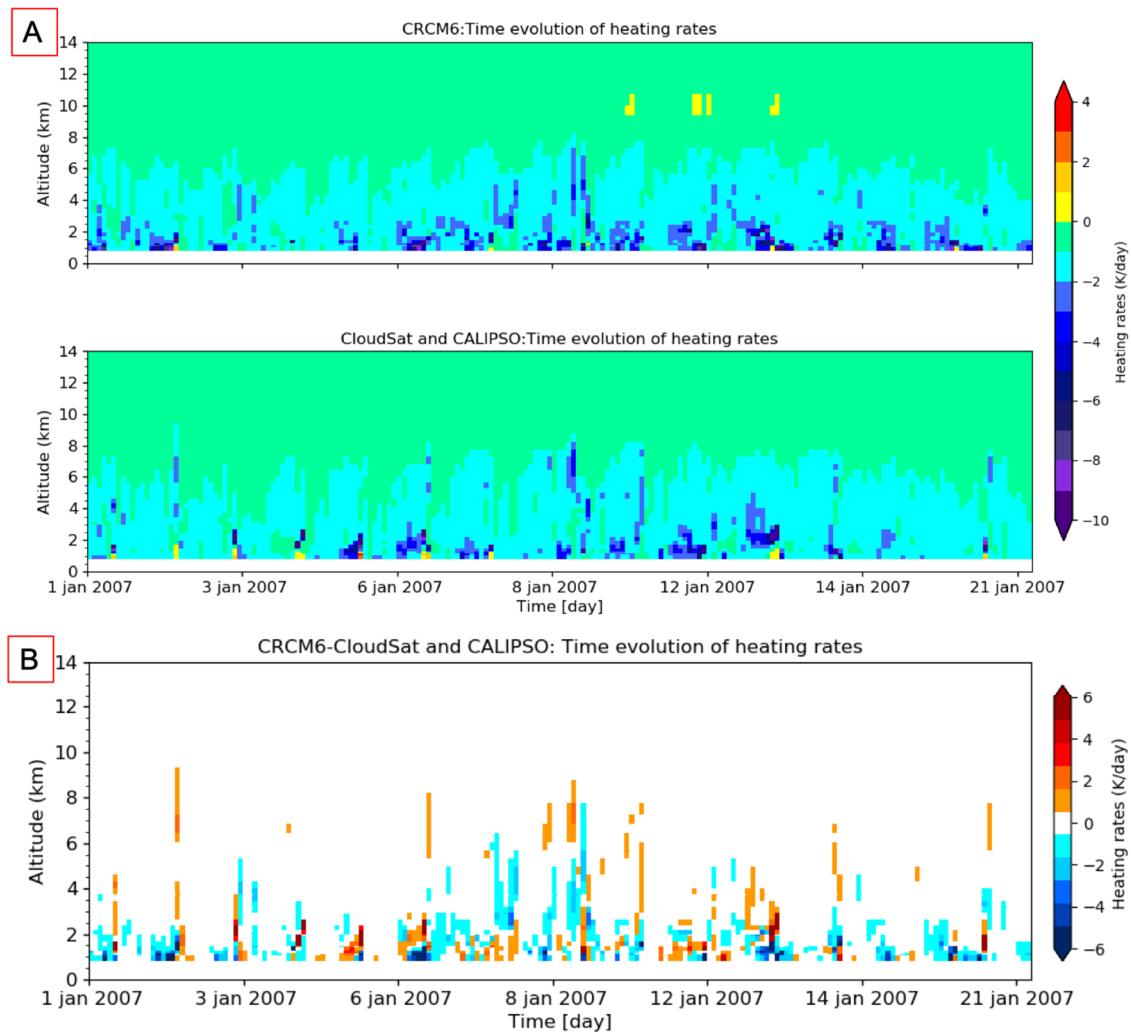 A
CRCM6:Time evolution of heating rates
14
12
10
8
6
4
2
0
Altitude (km)
4
2
0
−2
−4
−6
−8
−10
Heating rates (K/day)
CloudSat and CALIPSO:Time evolution of heating rates
14
12
10
8
6
4
2
0
Altitude (km)
1 jan 2007 3 jan 2007 6 jan 2007 8 jan 2007 12 jan 2007 14 jan 2007 21 jan 2007
Time [day]
B
CRCM6-CloudSat and CALIPSO: Time evolution of heating rates
14
12
10
8
6
4
2
0
Altitude (km)
6
4
2
0
−2
−4
−6
Heating rates (K/day)
1 jan 2007 3 jan 2007 6 jan 2007 8 jan 2007 12 jan 2007 14 jan 2007 21 jan 2007
Time [day]